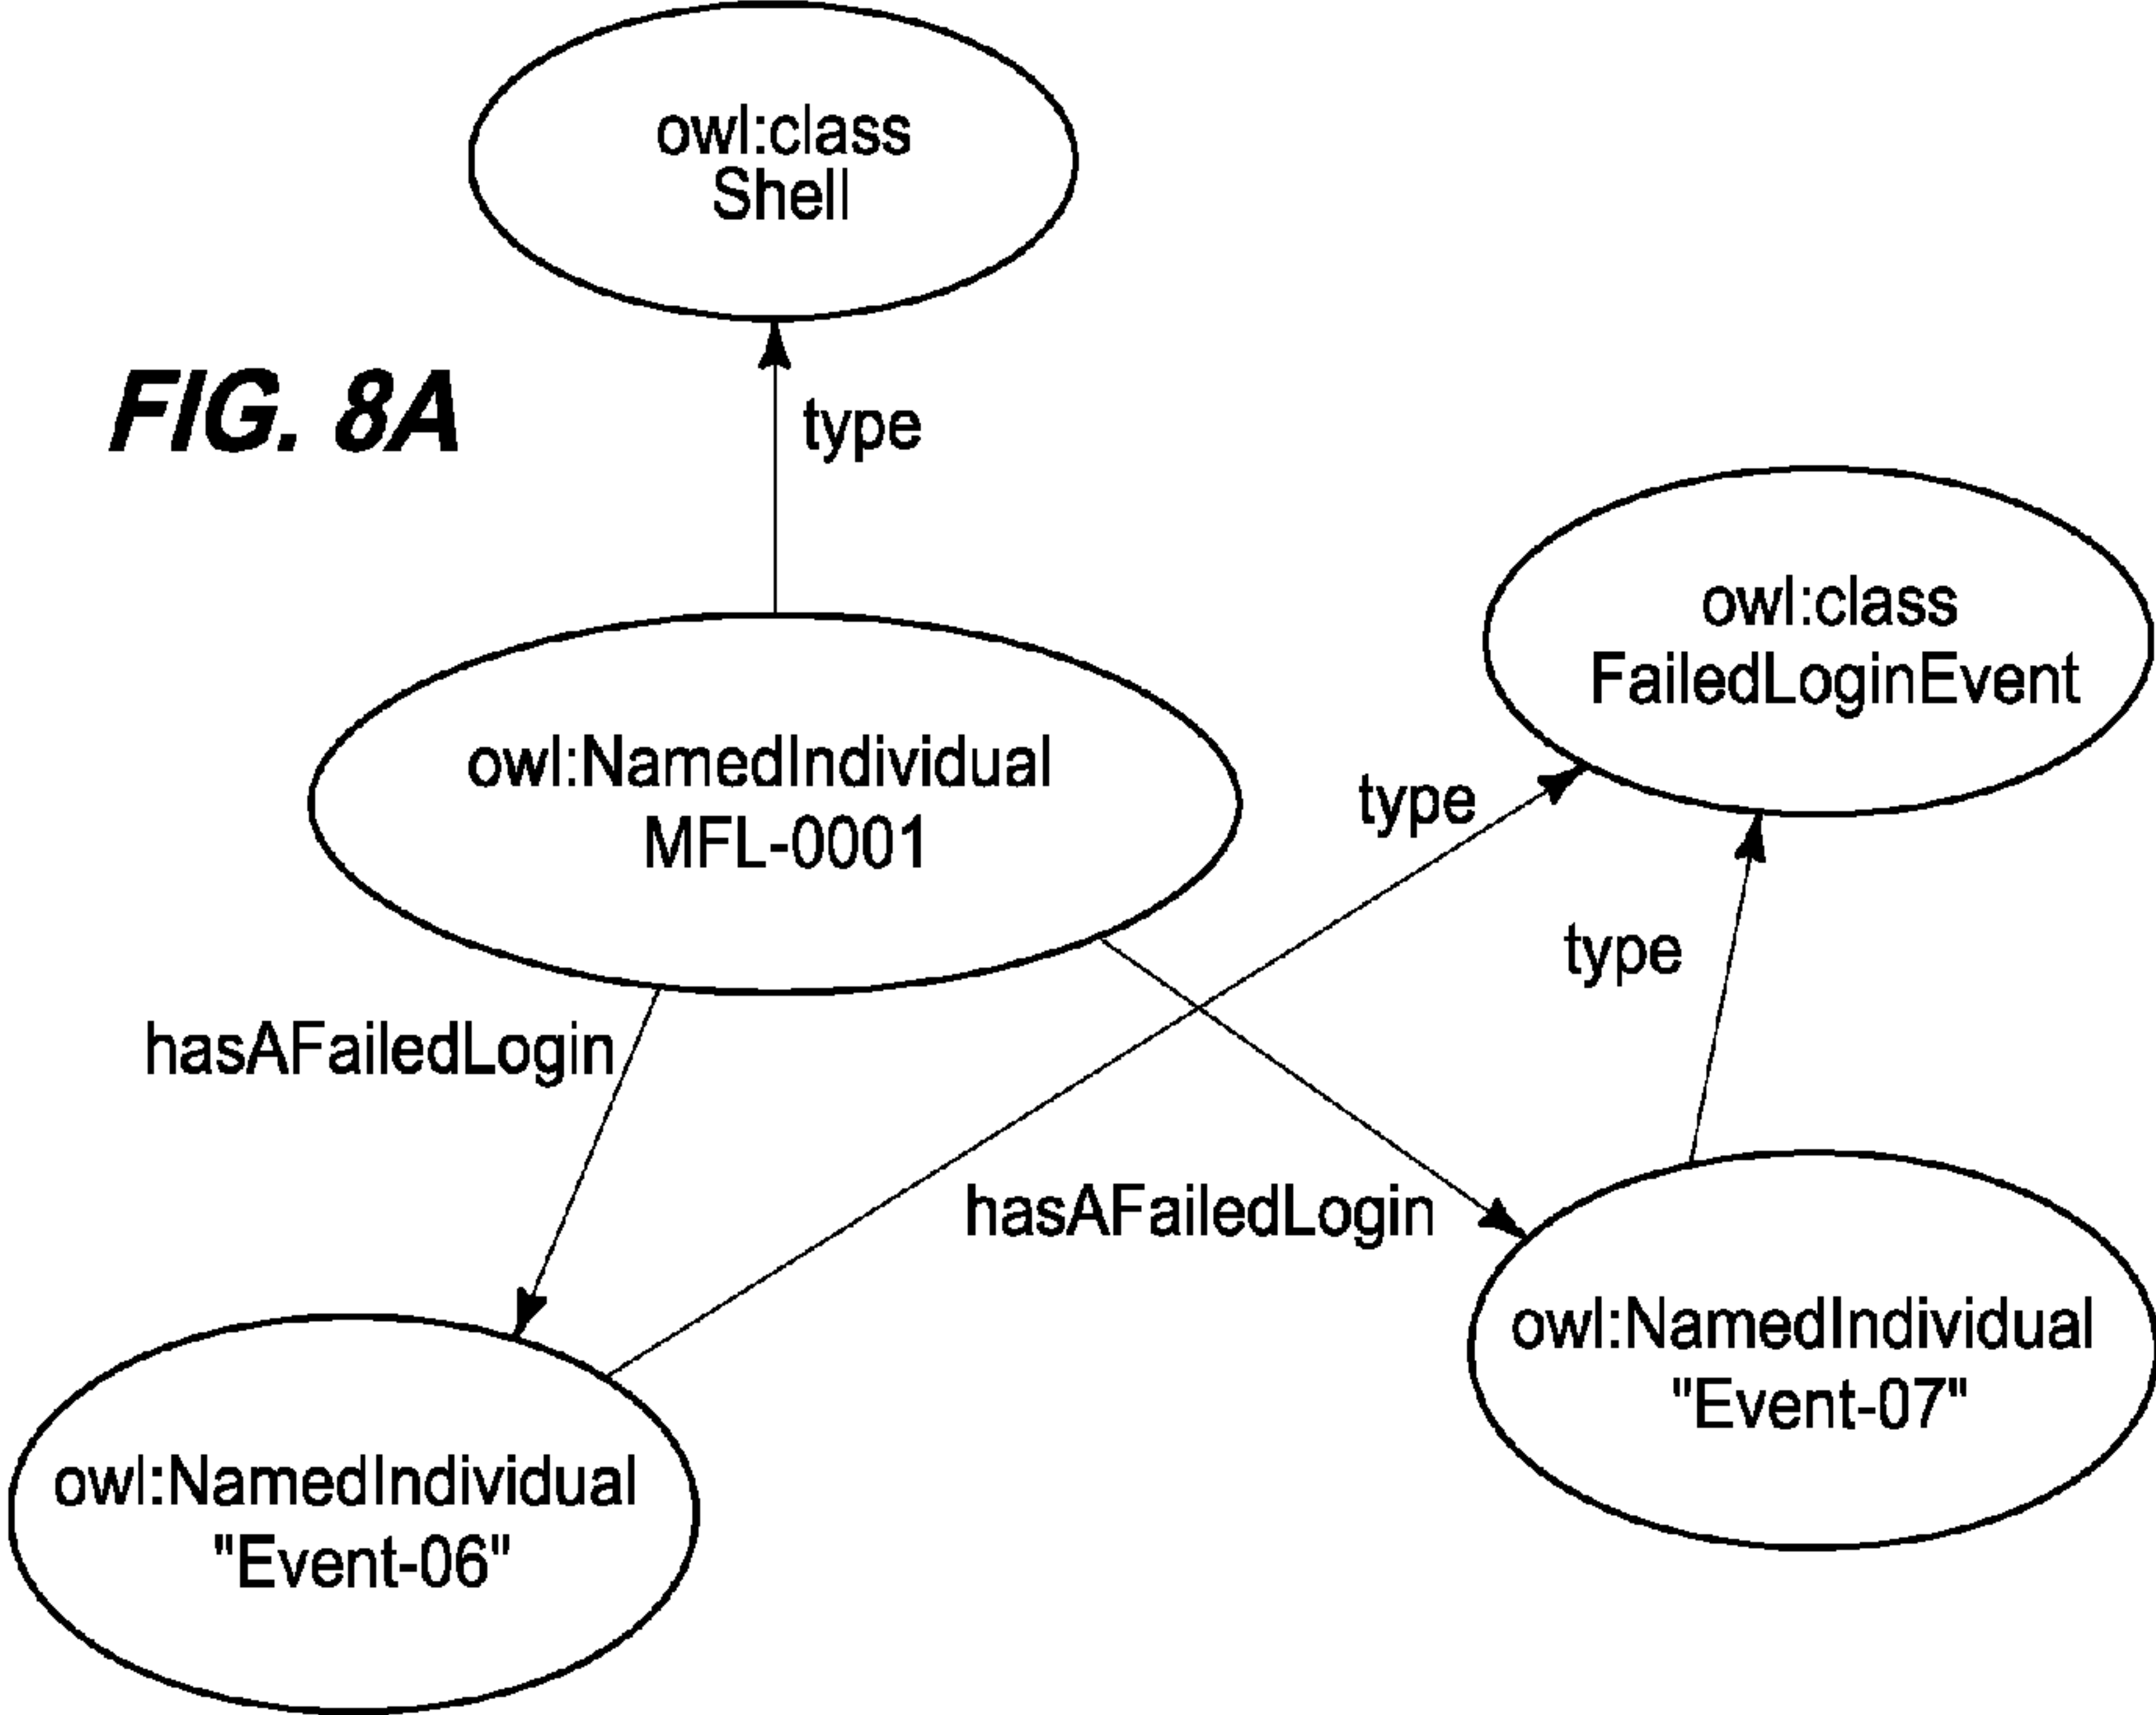 owl:class
Shell
FIG. 8A
type
owl:class
FailedLoginEvent
owl:NamedIndividual
MFL-0001
type
type
hasAFailedLogin
hasAFailedLogin
owl:NamedIndividual
"Event-07"
owl:NamedIndividual
"Event-06"